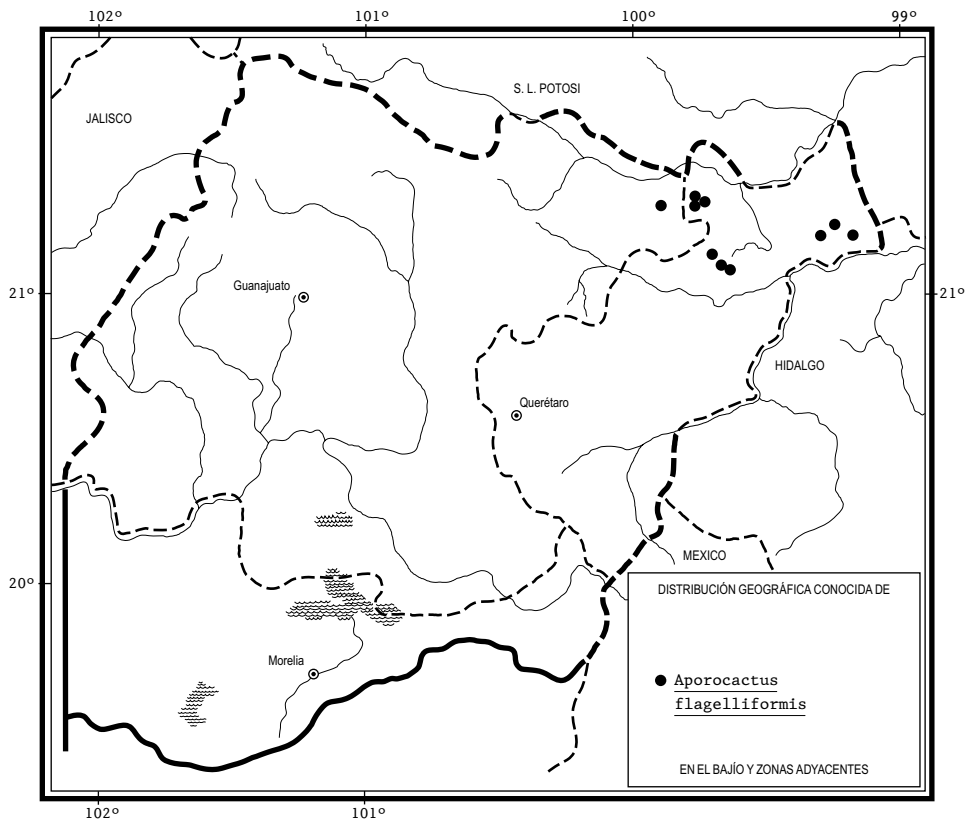 102º 101º 100º 99º
S. L. POTOSI
JALISCO
Guanajuato
21º 21º
HIDALGO
Querétaro
MEXICO
20º
DISTRIBUCIÓN GEOGRÁFICA CONOCIDA DE
Morelia
Aporocactus
flagelliformis
EN EL BAJÍO Y ZONAS ADYACENTES
102º 101º